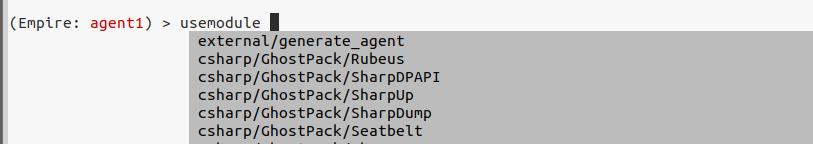 (Empire: agent1) > usemodule
external/generate_agent
csharp/GhostPack/Rubeus
csharp/GhostPack/SharpDPAPI
csharp/GhostPack/SharpUp
csharp/GhostPack/SharpDump
csharp/GhostPack/Seatbelt